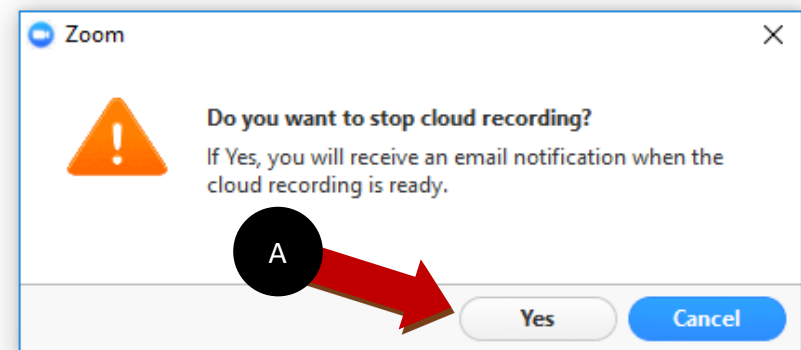 Zoom
Do you want to stop cloud recording?
If Yes, you will receive an email notification when the
cloud recording is ready.
A
Yes
Cancel